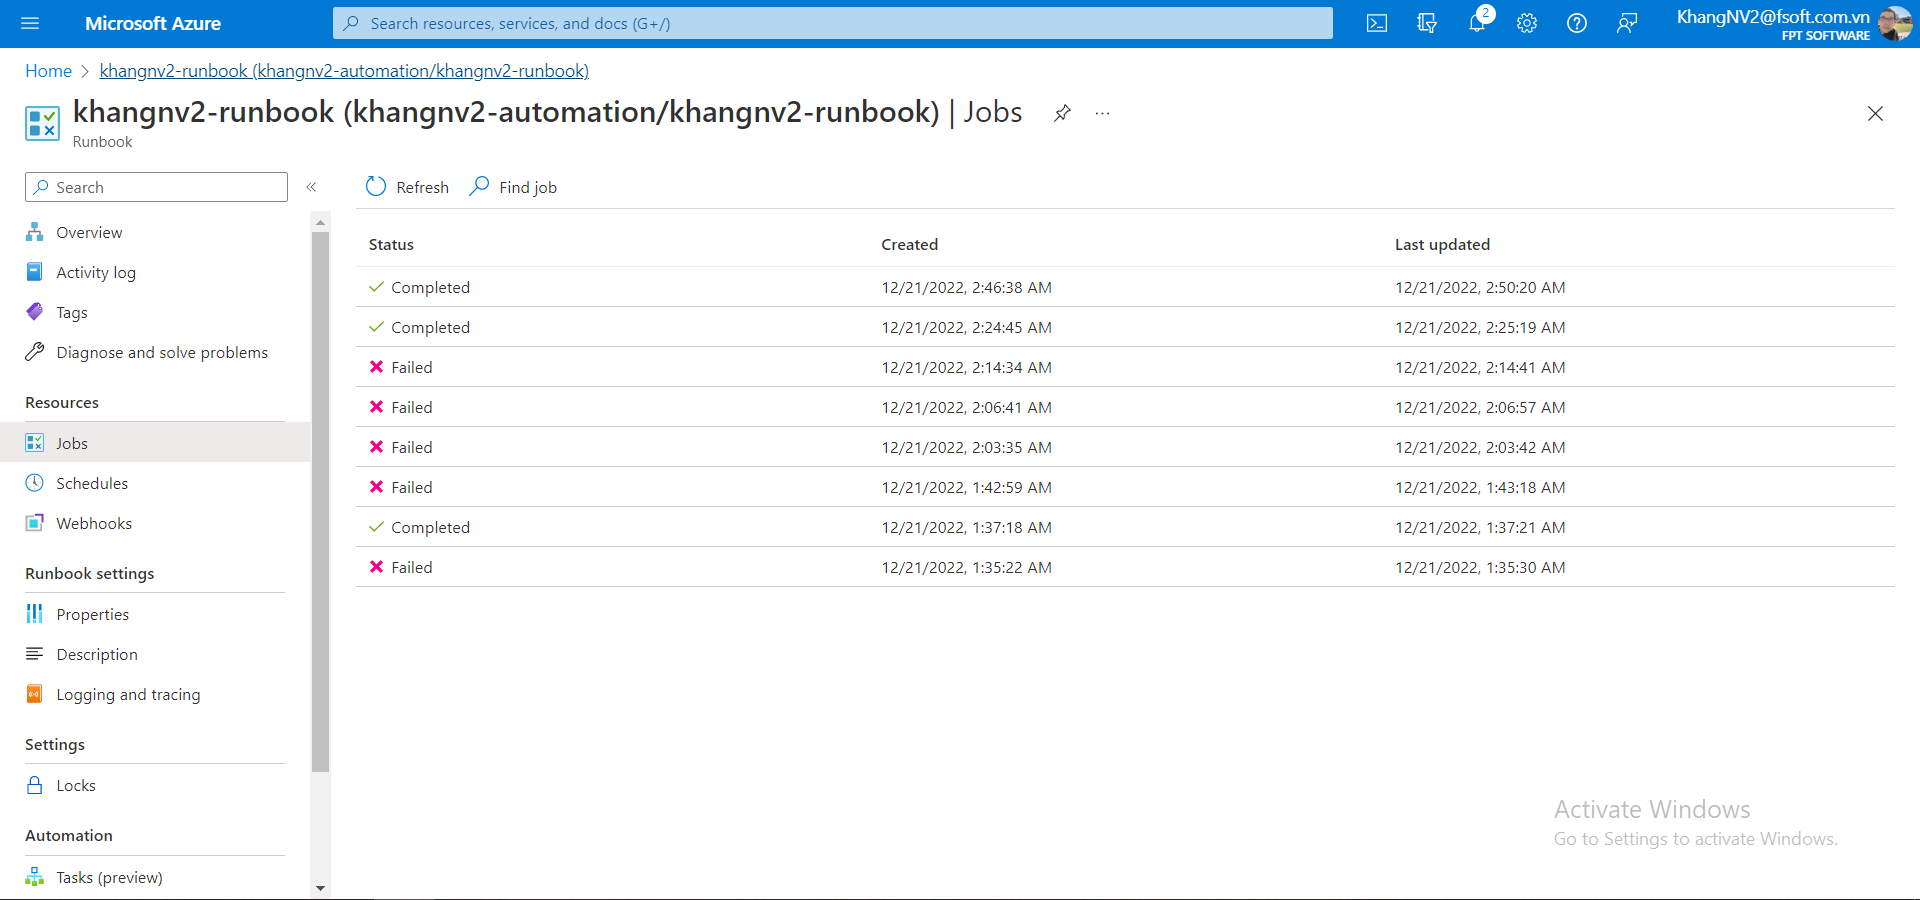 Microsoft Azure
Search resources, services, and docs (G+/)
2
KhangNV2@fsoft.com.vn
FPT SOFTWARE
Home > khangnv2-runbook (khangnv2-automation/khangnv2-runbook)
khangnv2-runbook (khangnv2-automation/khangnv2-runbook) | Jobs
Runbook
Search
Overview
Activity log
Tags
Diagnose and solve problems
Resources
Jobs
Schedules
Webhooks
Runbook settings
Properties
Description
Logging and tracing
Settings
Locks
Automation
Tasks (preview)
Refresh Find job
Status Created Last updated
Completed 12/21/2022, 2:46:38 AM 12/21/2022, 2:50:20 AM
Completed 12/21/2022, 2:24:45 AM 12/21/2022, 2:25:19 AM
Failed 12/21/2022, 2:14:34 AM 12/21/2022, 2:14:41 AM
Failed 12/21/2022, 2:06:41 AM 12/21/2022, 2:06:57 AM
Failed 12/21/2022, 2:03:35 AM 12/21/2022, 2:03:42 AM
Failed 12/21/2022, 1:42:59 AM 12/21/2022, 1:43:18 AM
Completed 12/21/2022, 1:37:18 AM 12/21/2022, 1:37:21 AM
Failed 12/21/2022, 1:35:22 AM 12/21/2022, 1:35:30 AM
Activate Windows
Go to Settings to activate Windows.